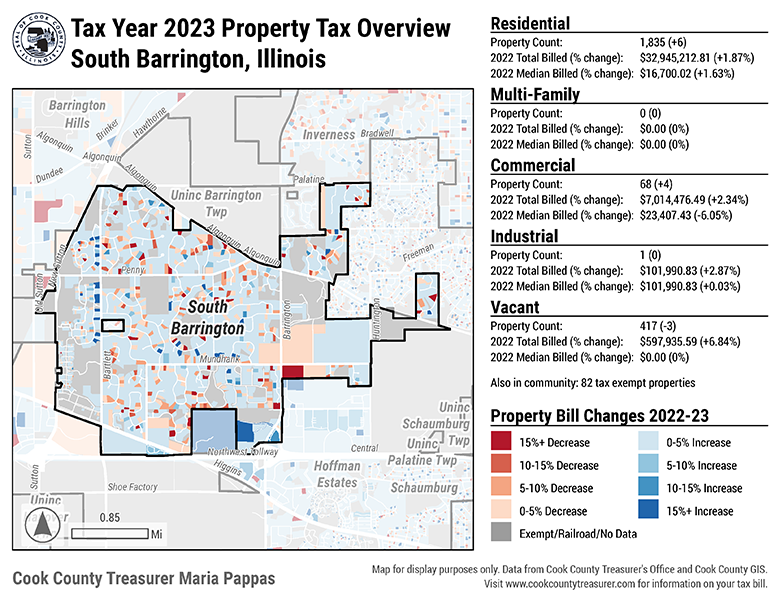 SEAL OF COOK COUNTY
ILLINOIS
Tax Year 2023 Property Tax Overview
South Barrington, Illinois
Barrington
Hills
Brinker
Hawthorne
Sutton
Algonquin
Algonquin
Algonquin
Dundee
Inverness
Bradwell
Palatine
Uninc Barrington
Twp
Algonquin
Algonquin
Freeman
Old Sutton
New Sutton
Penny
South
Barrington
Barrington
Huntington
Mundhank
Bartlett
Uninc
Schaumburg
Twp
Uninc
Palatine Twp
Northwest Tollway
Central
Higgins
Hoffman
Estates
Schaumburg
Sutton
Shoe Factory
Uninc
0.85
Mi
Residential
Property Count: 1,835 (+6)
2022 Total Billed (% change): $32,945,212.81 (+1.87%)
2022 Median Billed (% change): $16,700.02 (+1.63%)
Multi-Family
Property Count: 0 (0)
2022 Total Billed (% change): $0.00 (0%)
2022 Median Billed (% change): $0.00 (0%)
Commercial
Property Count: 68 (+4)
2022 Total Billed (% change): $7,014,476.49 (+2.34%)
2022 Median Billed (% change): $23,407.43 (-6.05%)
Industrial
Property Count: 1 (0)
2022 Total Billed (% change): $101,990.83 (+2.87%)
2022 Median Billed (% change): $101,990.83 (+0.03%)
Vacant
Property Count: 417 (-3)
2022 Total Billed (% change): $597,935.59 (+6.84%)
2022 Median Billed (% change): $0.00 (0%)
Also in community: 82 tax exempt properties
Property Bill Changes 2022-23
15%+ Decrease
0-5% Increase
10-15% Decrease
5-10% Increase
5-10% Decrease
10-15% Increase
0-5% Decrease
15%+ Increase
Exempt/Railroad/No Data
Cook County Treasurer Maria Pappas
Map for display purposes only. Data from Cook County Treasurer's Office and Cook County GIS.
Visit www.cookcountytreasurer.com for information on your tax bill.